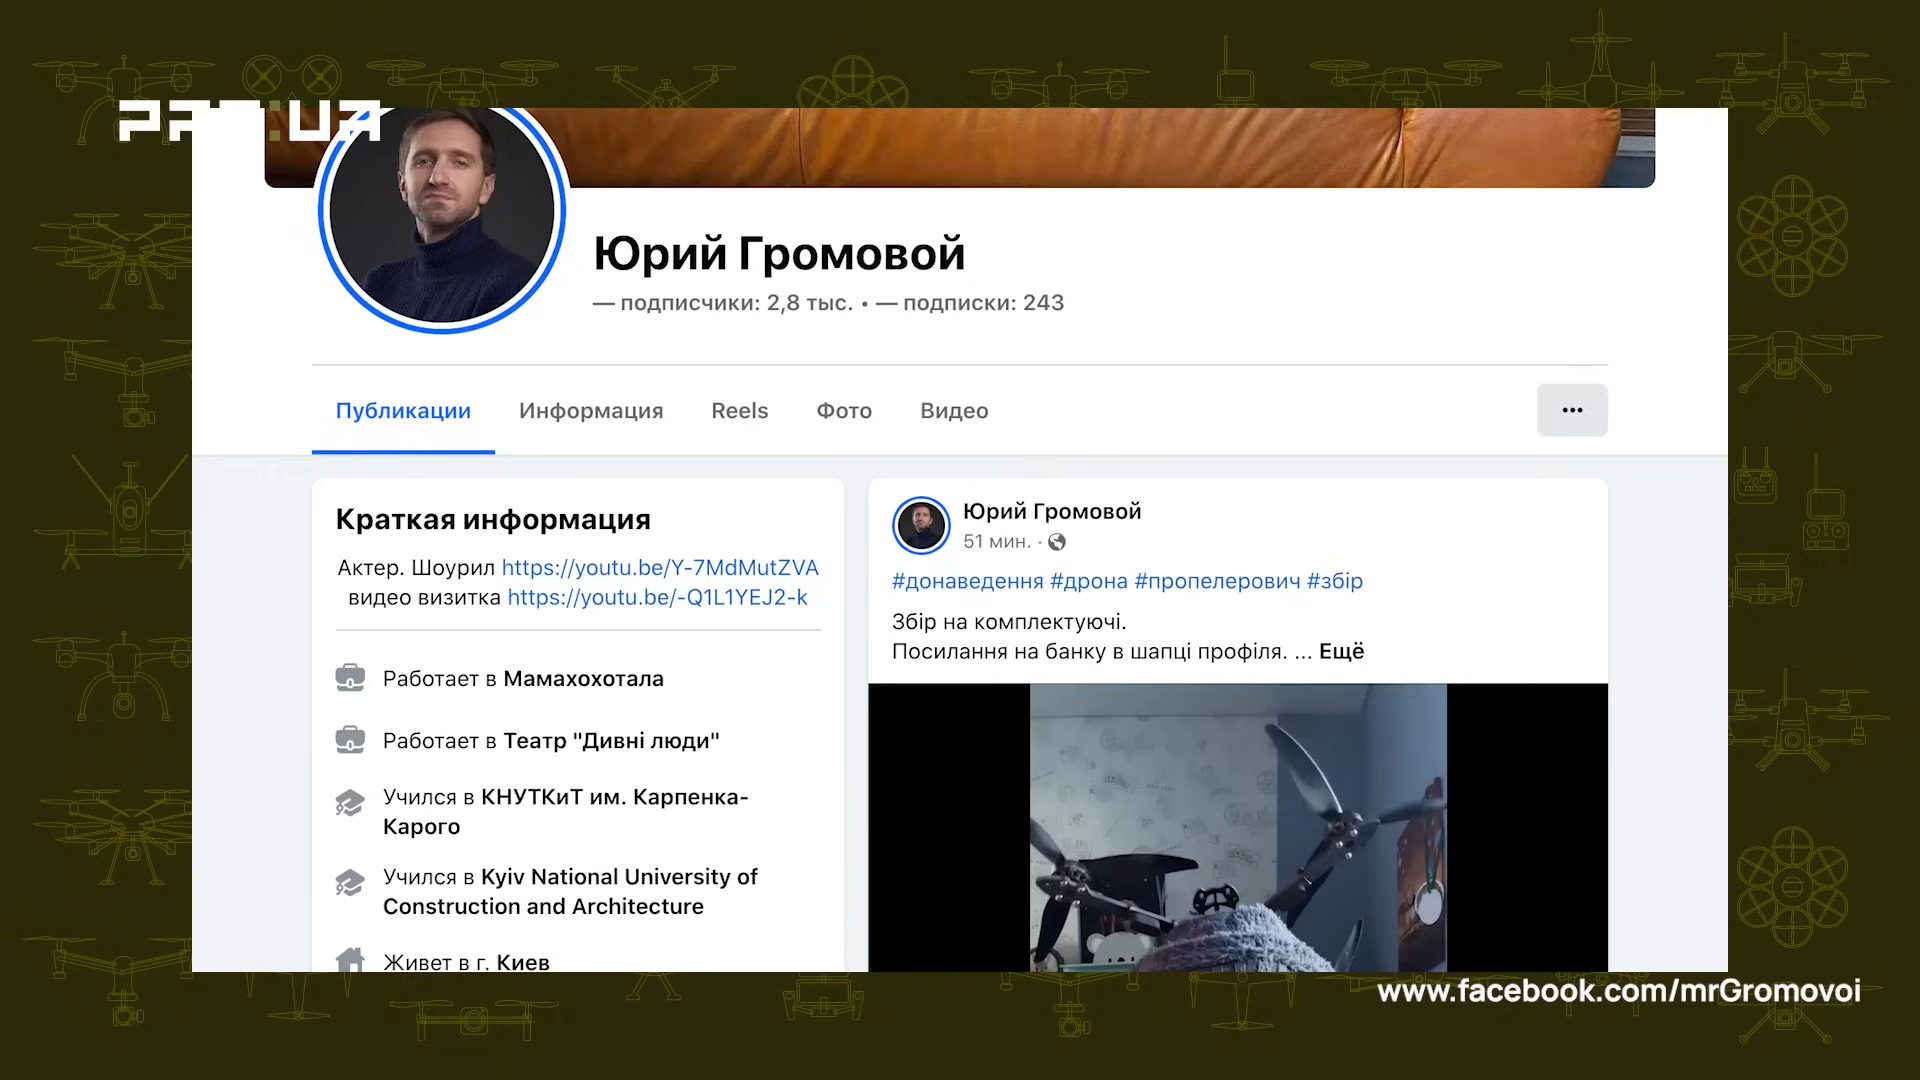 Юрий Громовой
— подписчики: 2,8 тыс. • — подписки: 243
Публикации Информация Reels Фото Видео
Краткая информация
Актер. Шоурил https://youtu.be/Y-7MdMutZVA
видео визитка https://youtu.be/-Q1L1YEJ2-k
Работает в Мамахохотала
Работает в Театр "Дивні люди"
Учился в КНУТКиТ им. Карпенка-
Карого
Учился в Kyiv National University of
Construction and Architecture
Живет в г. Киев
Юрий Громовой
51 мин. ·
#донаведення #дрона #пропелерович #збір
Збір на комплектуючі.
Посилання на банку в шапці профіля. ... Ещё
www.facebook.com/mrGromovoi